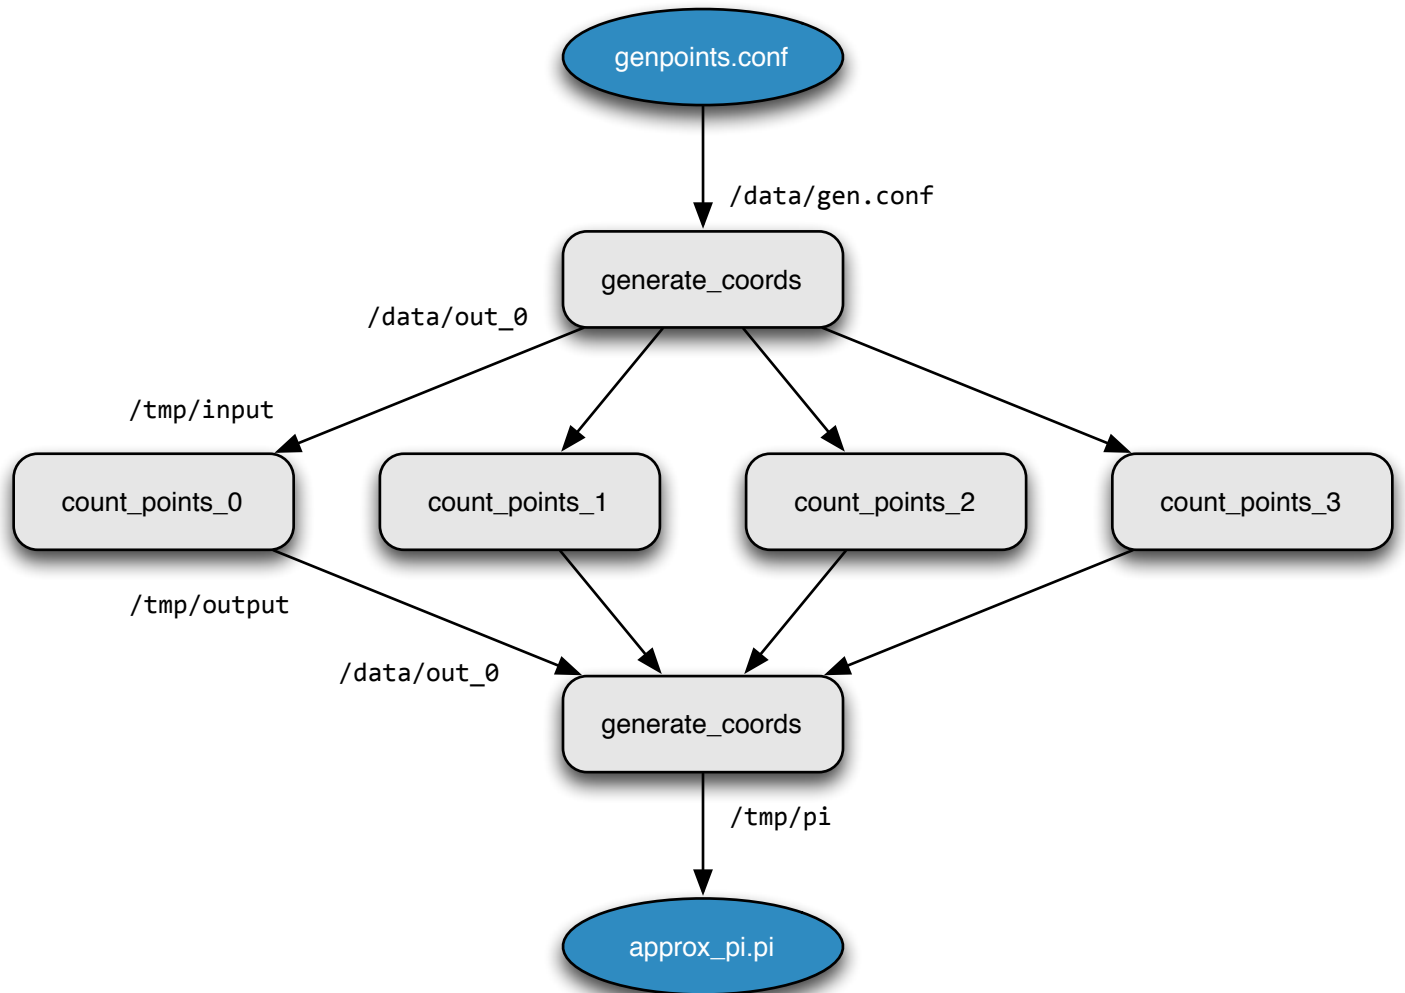 genpoints.conf
/data/gen.conf
generate_coords
/data/out_0
/tmp/input
count_points_0
count_points_1
count_points_2
count_points_3
/tmp/output
/data/out_0
generate_coords
/tmp/pi
approx_pi.pi